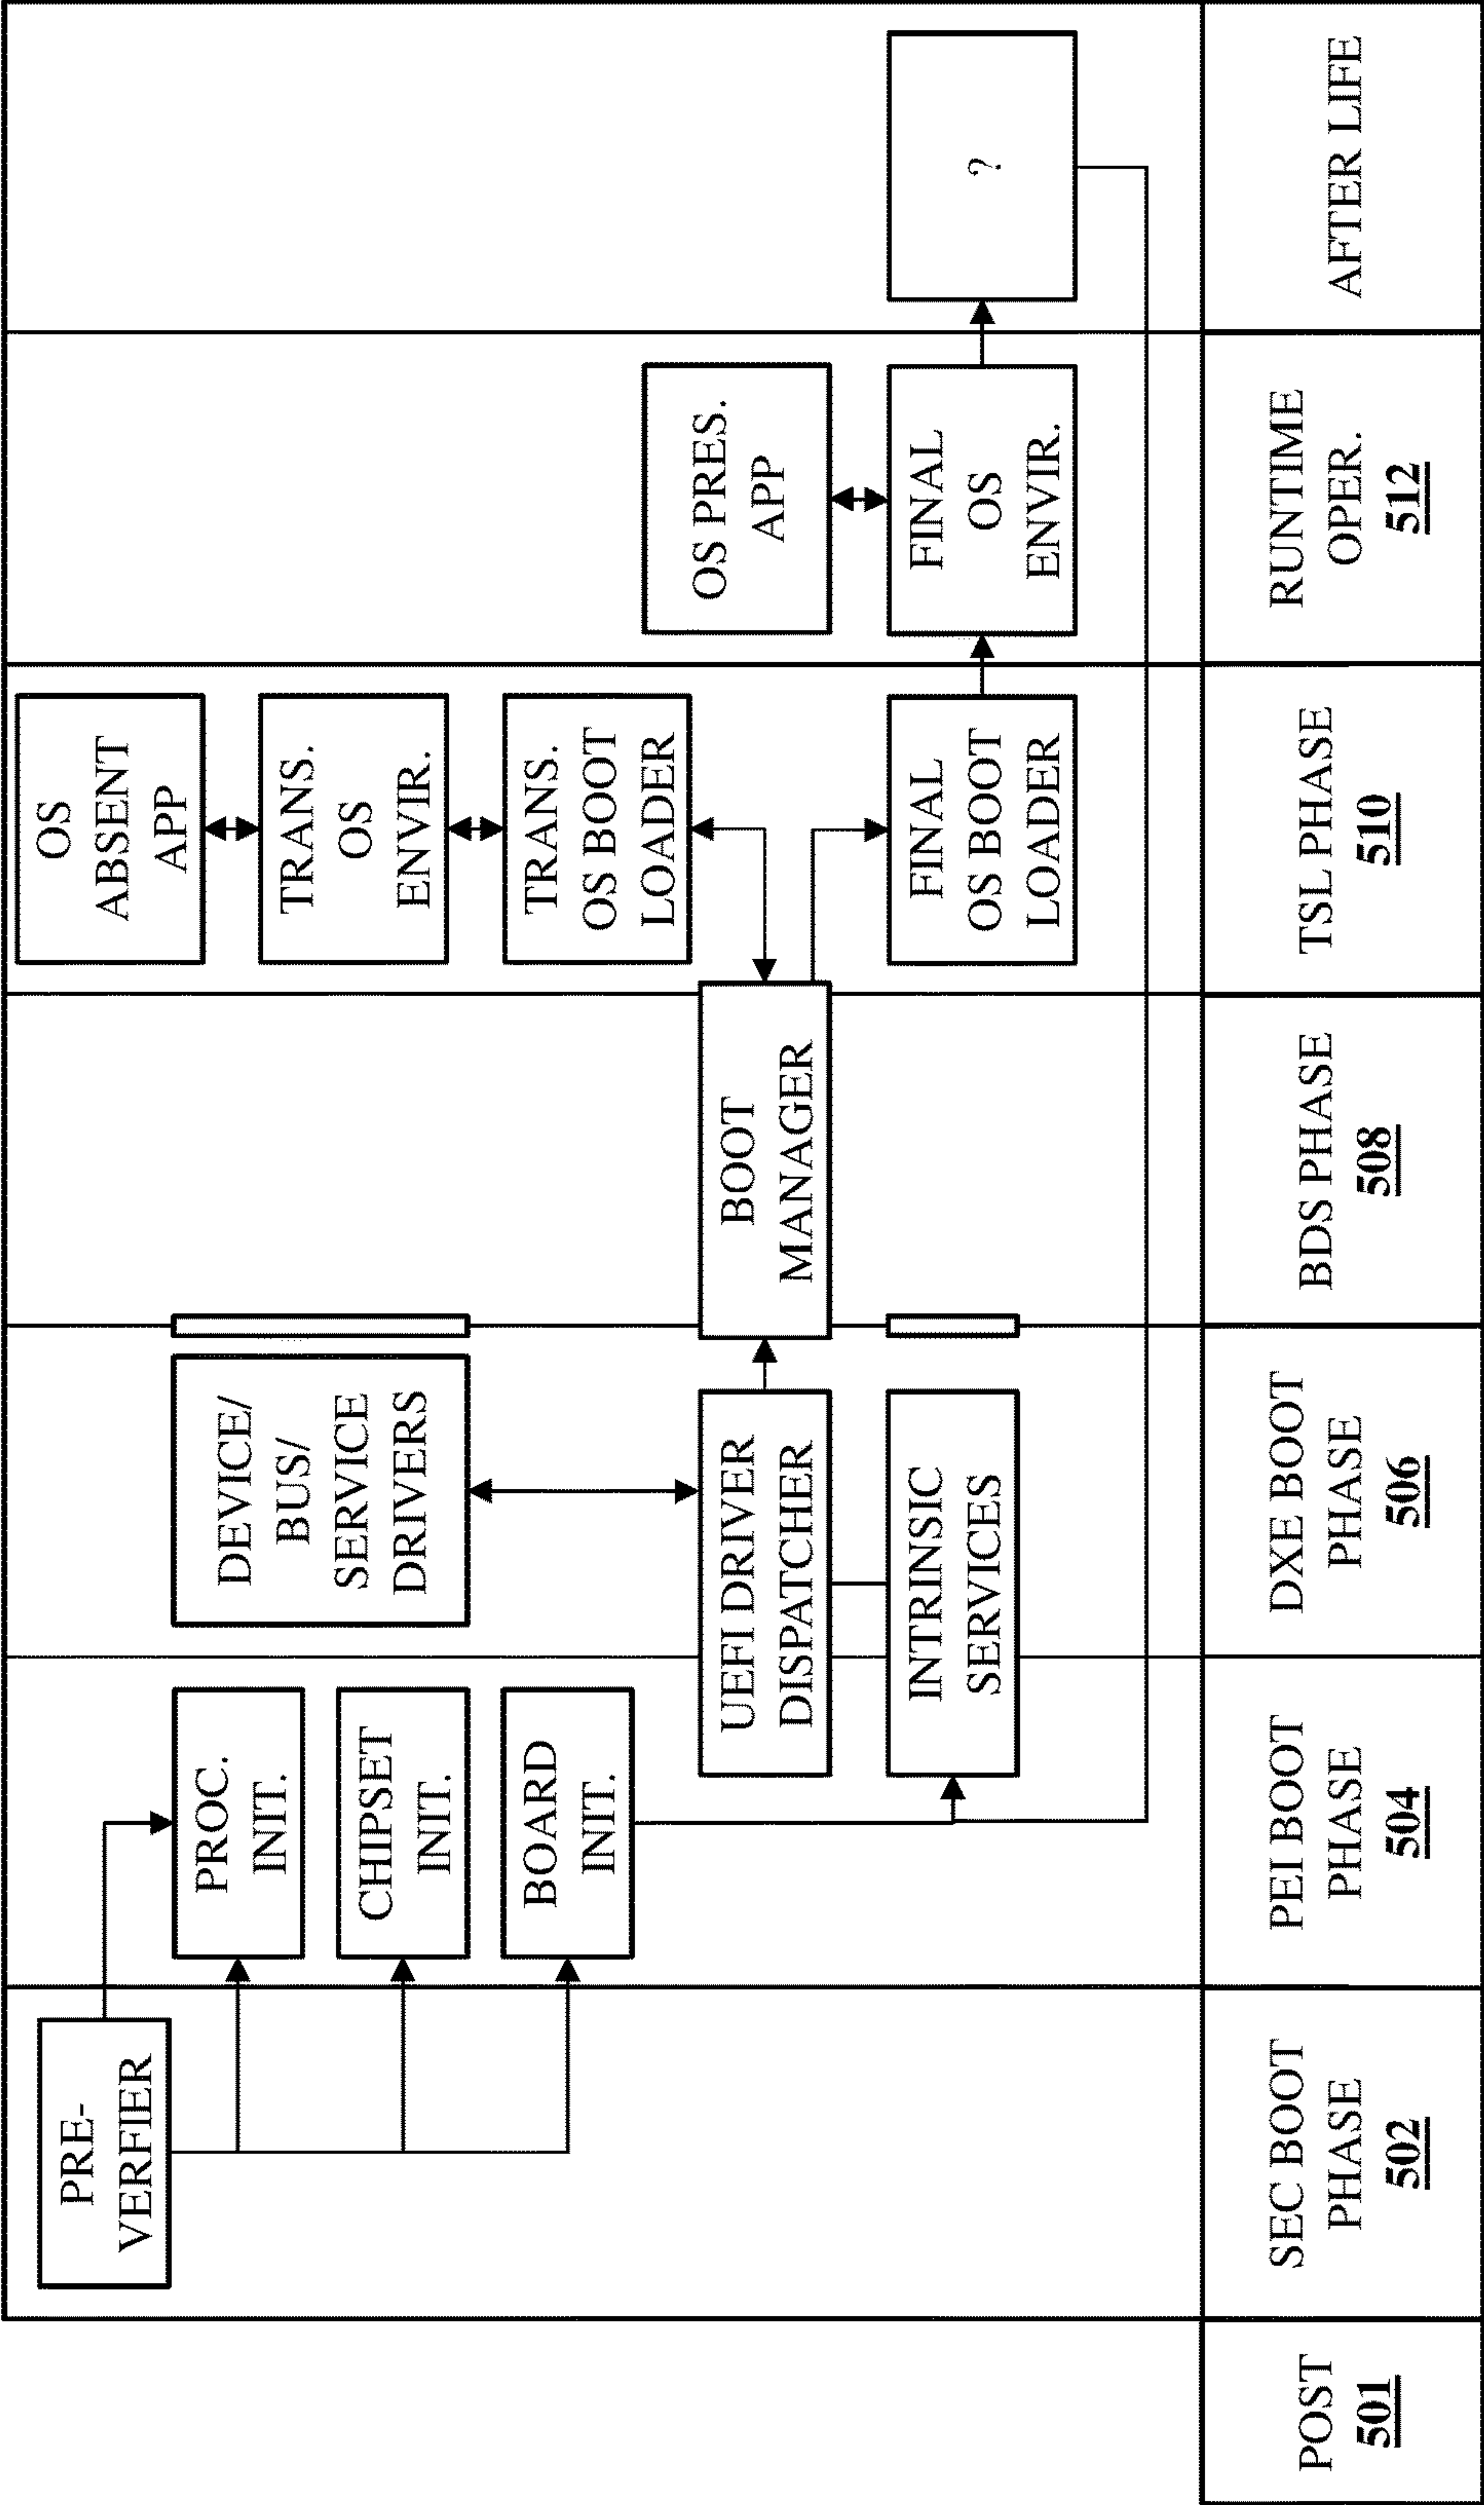 PRE-
VERFIER
PROC.
INIT.
CHIPSET
INIT.
BOARD
INIT.
DEVICE/
BUS/
SERVICE
DRIVERS
UEFI DRIVER
DISPATCHER
INTRINSIC
SERVICES
BOOT
MANAGER
OS
ABSENT
APP
TRANS.
OS
ENVIR.
TRANS.
OS BOOT
LOADER
FINAL
OS BOOT
LOADER
OS PRES.
APP
FINAL
OS
ENVIR.
?
POST
501
SEC BOOT
PHASE
502
PEI BOOT
PHASE
504
DXE BOOT
PHASE
506
BDS PHASE
508
TSL PHASE
510
RUNTIME
OPER.
512
AFTER LIFE